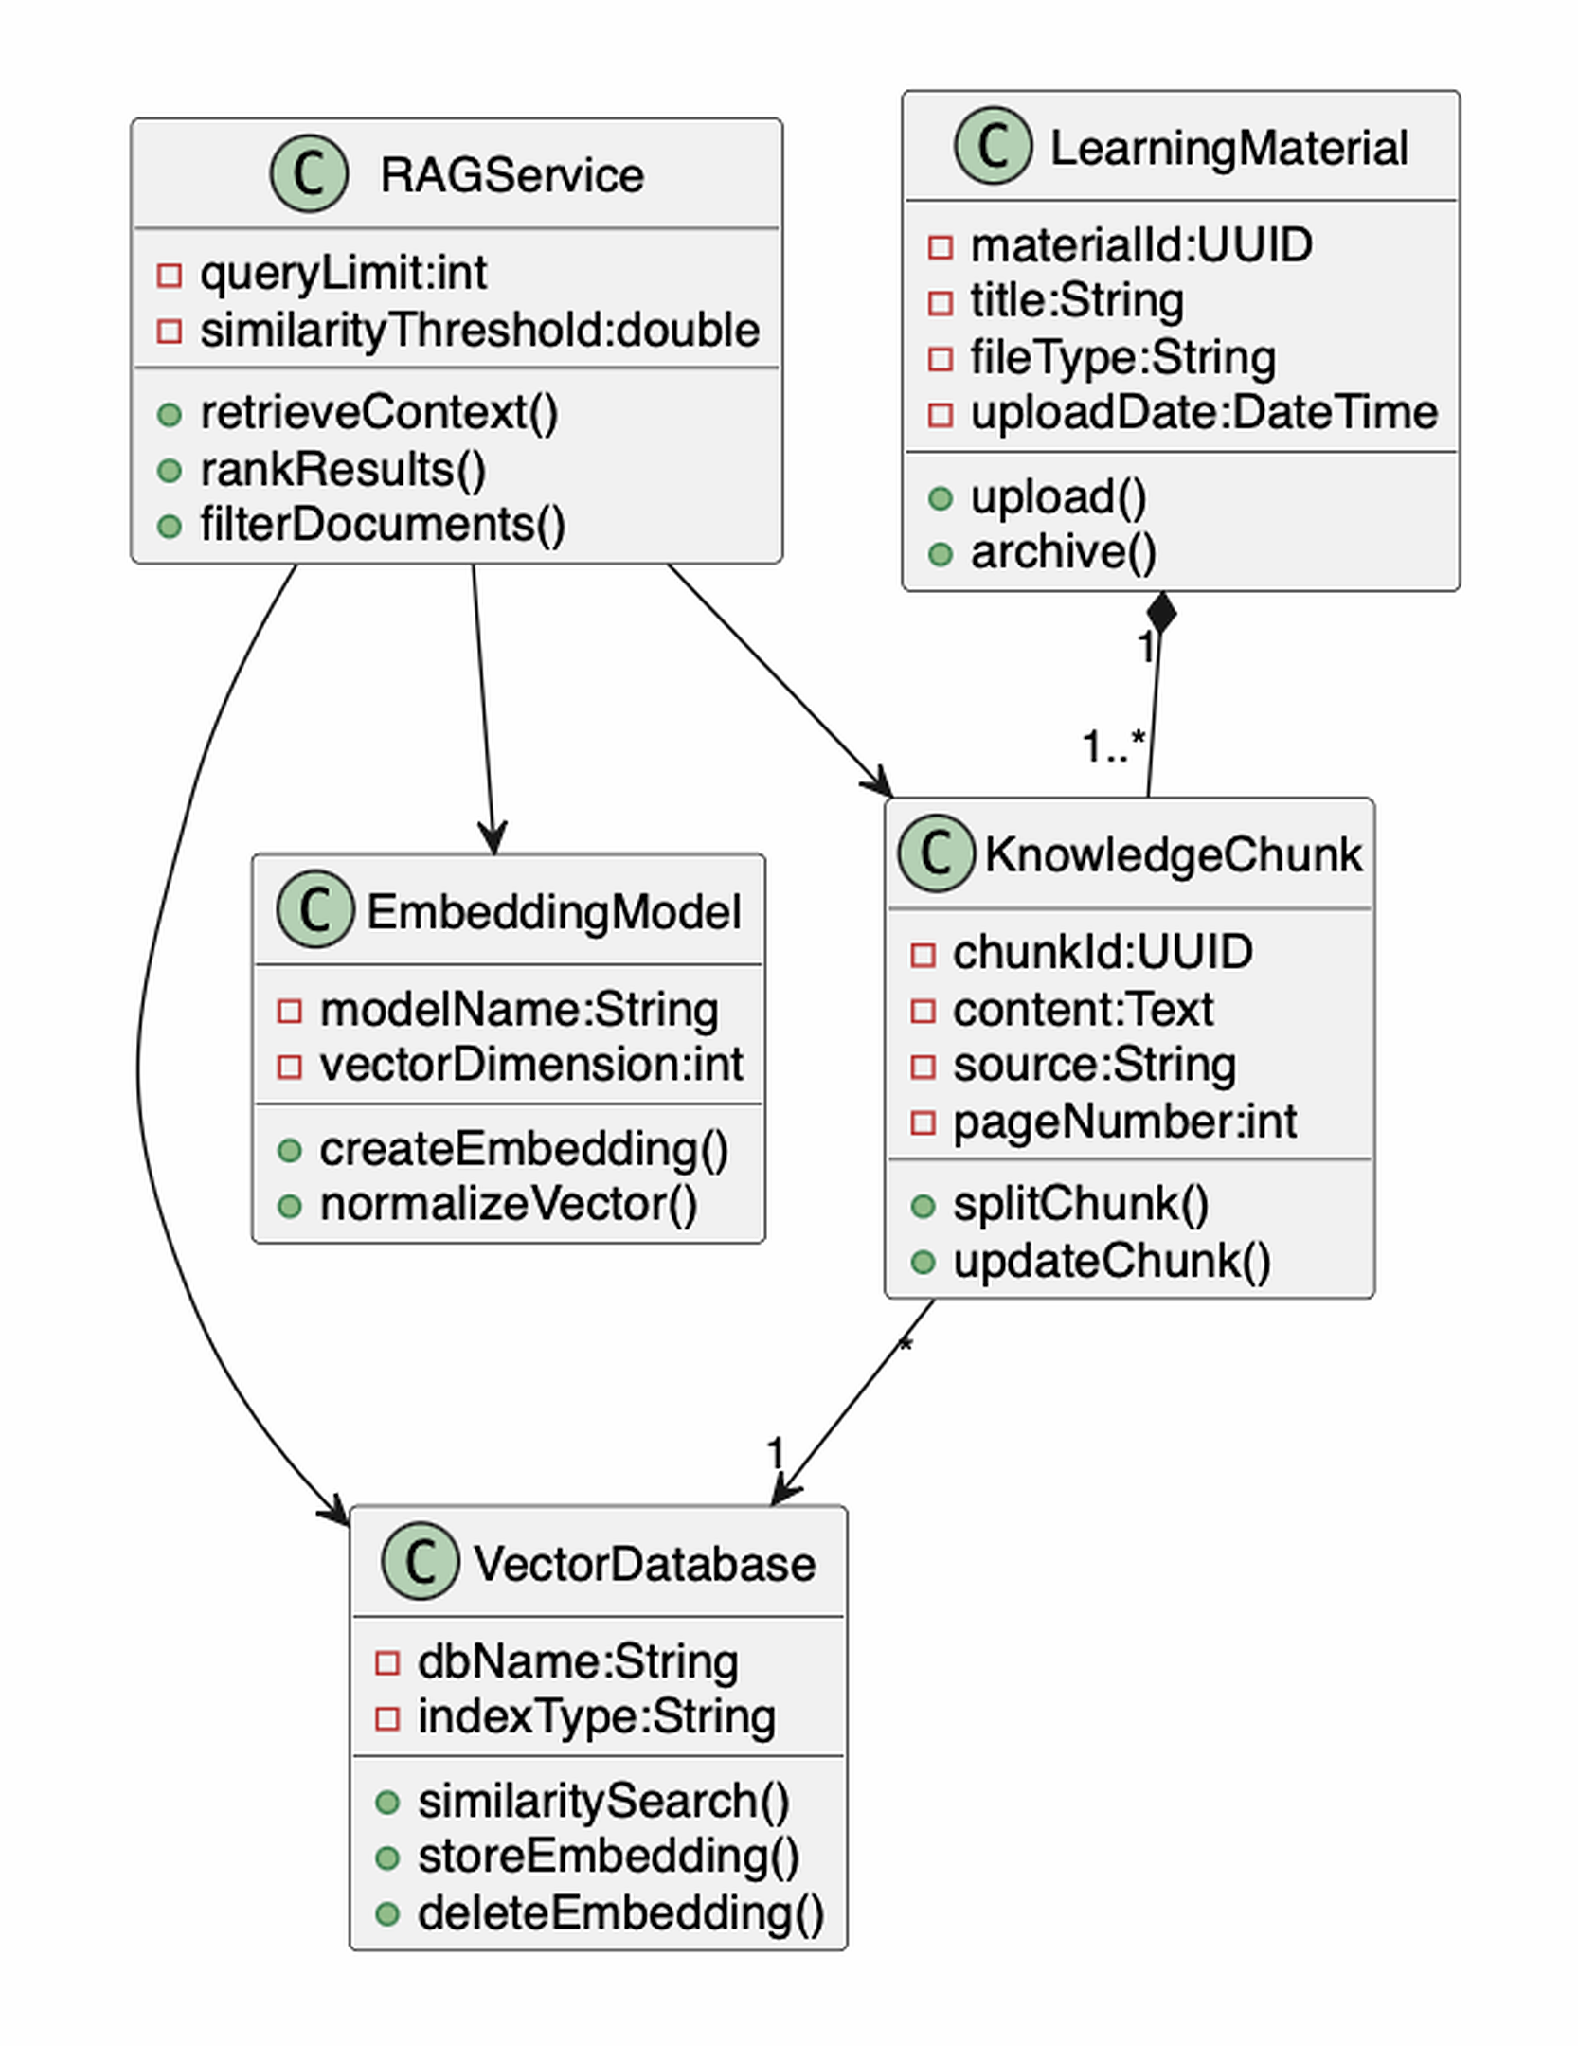 C RAGService
queryLimit:int
similarityThreshold:double
retrieveContext()
rankResults()
filterDocuments()
C LearningMaterial
materialId:UUID
title:String
fileType:String
uploadDate:DateTime
upload()
archive()
1
1..*
C EmbeddingModel
modelName:String
vectorDimension:int
createEmbedding()
normalizeVector()
C KnowledgeChunk
chunkId:UUID
content:Text
source:String
pageNumber:int
splitChunk()
updateChunk()
*
1
C VectorDatabase
dbName:String
indexType:String
similaritySearch()
storeEmbedding()
deleteEmbedding()